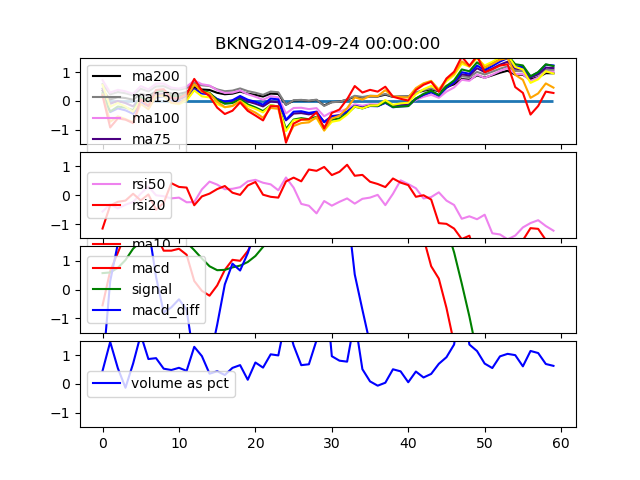 BKNG2014-09-24 00:00:00
1
0
−1
ma200
ma150
ma100
ma75
1
0
−1
rsi50
rsi20
ma10
1
0
−1
macd
signal
macd_diff
1
0
−1
volume as pct
0 10 20 30 40 50 60